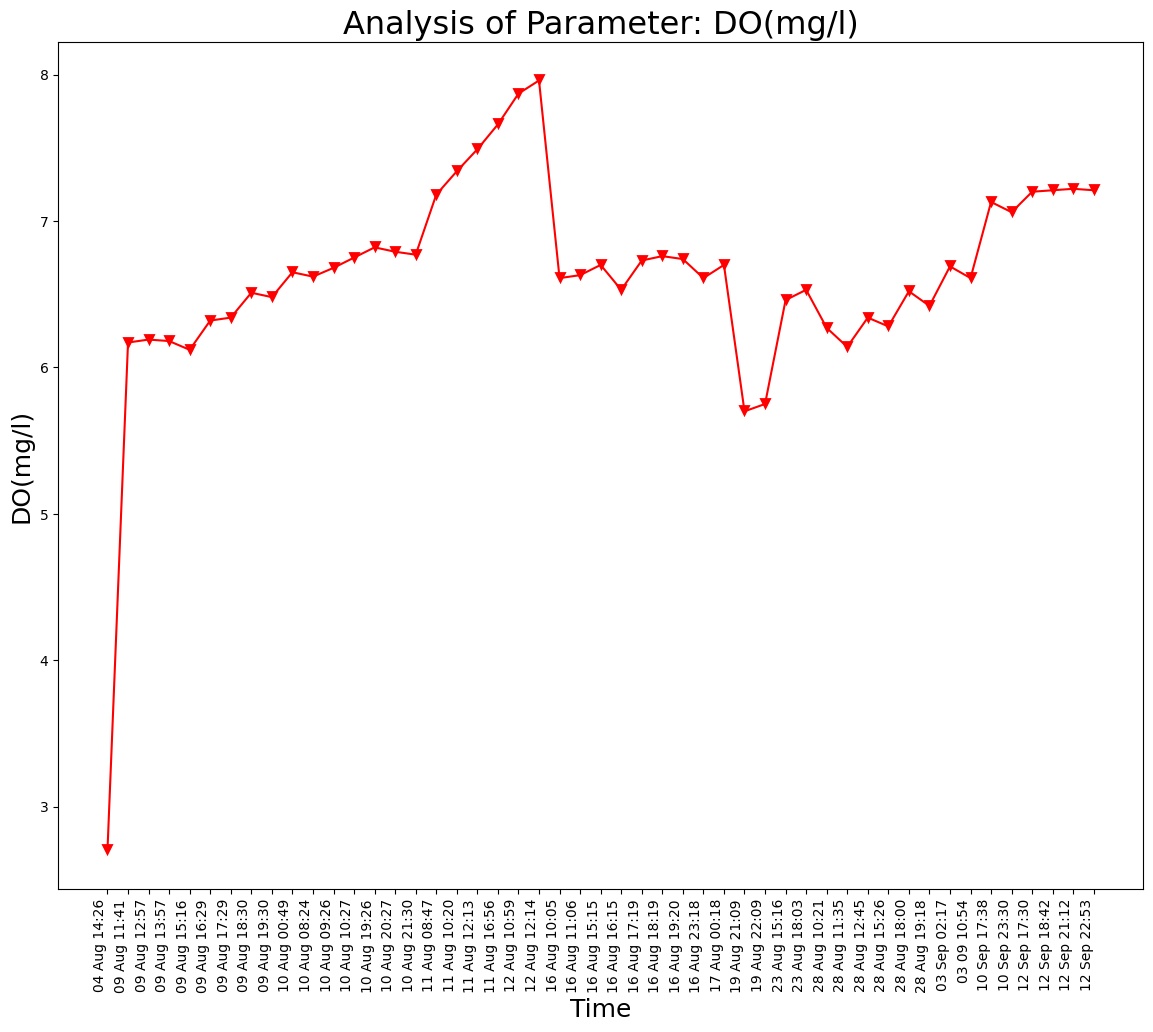 Analysis of Parameter: DO(mg/l)
8
7
6
5
4
3
DO(mg/l)
04 Aug 14:26
09 Aug 11:41
09 Aug 12:57
09 Aug 13:57
09 Aug 15:16
09 Aug 16:29
09 Aug 17:29
09 Aug 18:30
09 Aug 19:30
10 Aug 00:49
10 Aug 08:24
10 Aug 09:26
10 Aug 10:27
10 Aug 19:26
10 Aug 20:27
10 Aug 21:30
11 Aug 08:47
11 Aug 10:20
11 Aug 12:13
11 Aug 16:56
12 Aug 10:59
12 Aug 12:14
16 Aug 10:05
16 Aug 11:06
16 Aug 15:15
16 Aug 16:15
16 Aug 17:19
16 Aug 18:19
16 Aug 19:20
16 Aug 23:18
17 Aug 00:18
19 Aug 21:09
19 Aug 22:09
23 Aug 15:16
23 Aug 18:03
28 Aug 10:21
28 Aug 11:35
28 Aug 12:45
28 Aug 15:26
28 Aug 18:00
28 Aug 19:18
03 Sep 02:17
03 09 10:54
10 Sep 17:38
10 Sep 23:30
12 Sep 17:30
12 Sep 18:42
12 Sep 21:12
12 Sep 22:53
Time